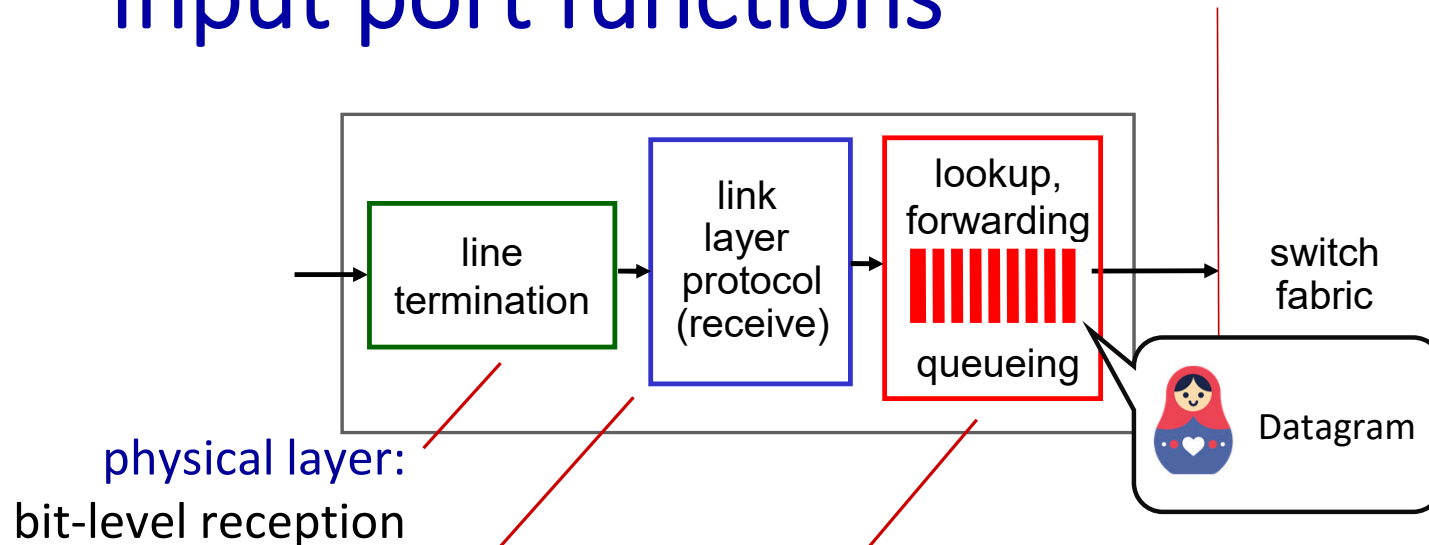 input port functions
line
termination
link
layer
protocol
(receive)
lookup,
forwarding
queueing
switch
fabric
Datagram
physical layer:
bit-level reception